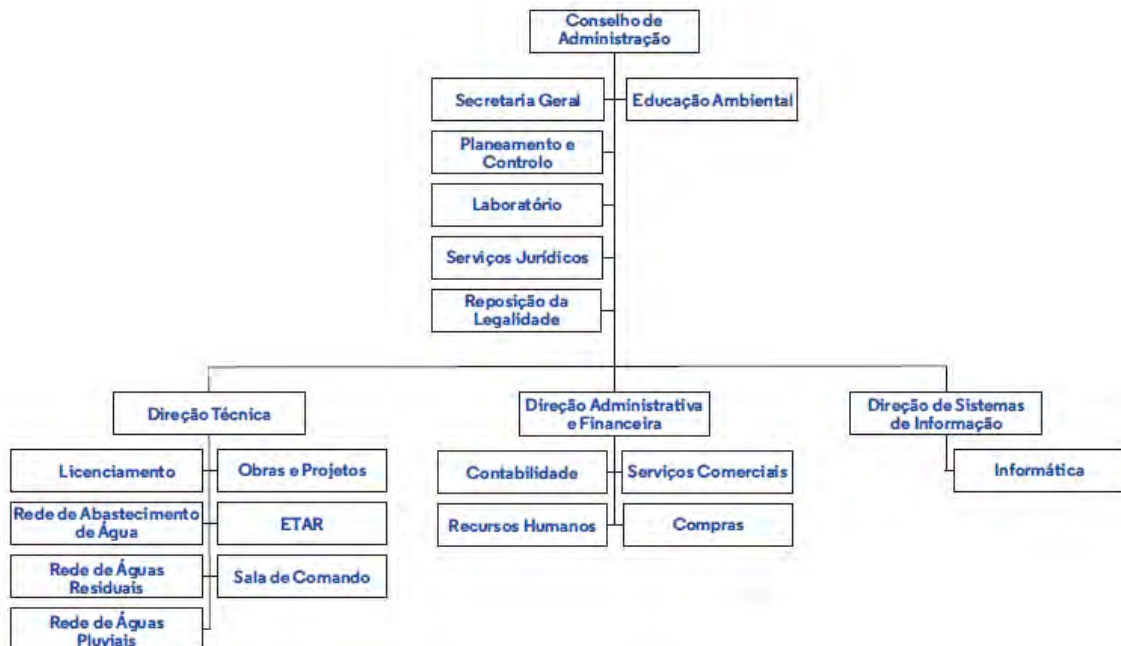 Conselho de
Administração
Secretaria Geral
Educação Ambiental
Planeamento e
Controlo
Laboratório
Serviços Jurídicos
Reposição da
Legalidade
Direção Técnica
Direção Administrativa
e Financeira
Direção de Sistemas
de Informação
Licenciamento
Obras e Projetos
Contabilidade
Serviços Comerciais
Informática
Rede de Abastecimento
de Água
ETAR
Recursos Humanos
Compras
Rede de Águas
Residuais
Sala de Comando
Rede de Águas
Pluviais